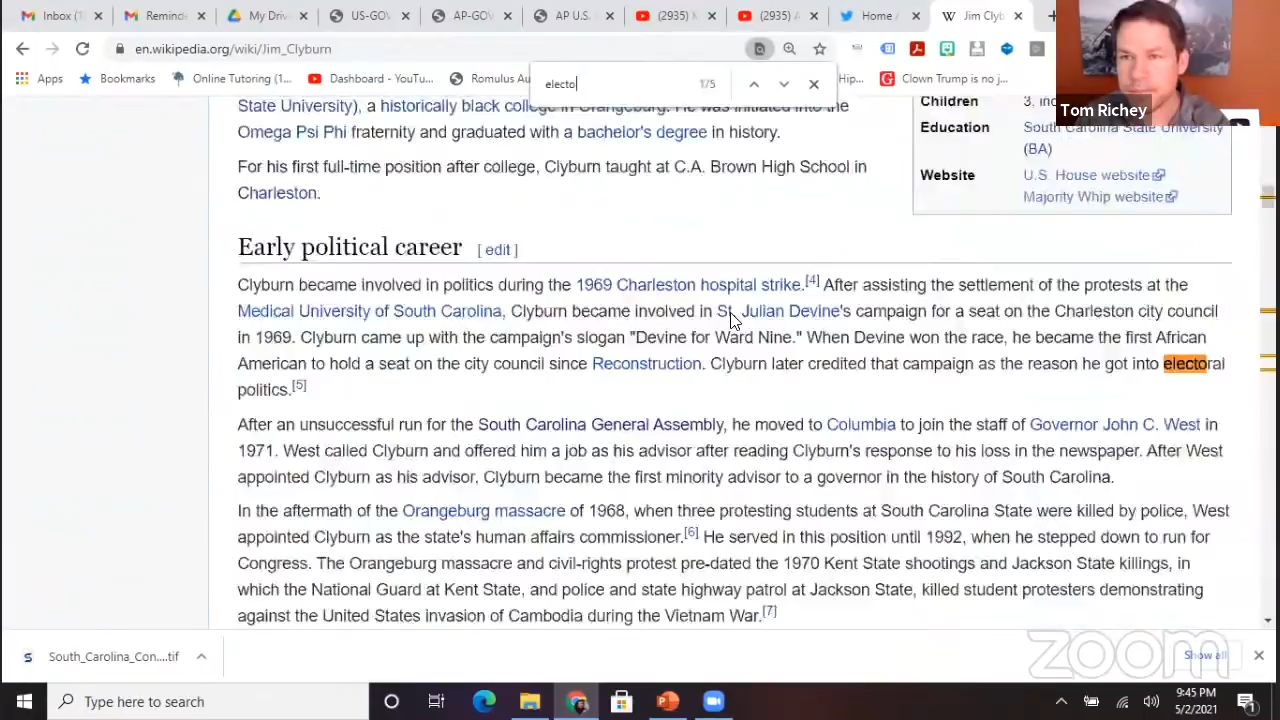 Inbox (1
Remind
My Driv
US-GOV
AP-GOV
AP U.S.
(2935) M
(2935) A
Home /
W Jim Clyb
en.wikipedia.org/wiki/Jim_Clyburn
Apps
Bookmarks
Online Tutoring (1...
Dashboard - YouTu...
Romulus Au
Hip...
Clown Trump is no j...
electo
1/5
Tom Richey
State University), a historically black college in Orangeburg. He was initiated into the
Omega Psi Phi fraternity and graduated with a bachelor's degree in history.
For his first full-time position after college, Clyburn taught at C.A. Brown High School in
Charleston.
Children
3, inc
Education
South Carolina State University
(BA)
Website
U.S. House website
Majority Whip website
Early political career [ edit ]
Clyburn became involved in politics during the 1969 Charleston hospital strike.[4] After assisting the settlement of the protests at the
Medical University of South Carolina, Clyburn became involved in St. Julian Devine's campaign for a seat on the Charleston city council
in 1969. Clyburn came up with the campaign's slogan "Devine for Ward Nine." When Devine won the race, he became the first African
American to hold a seat on the city council since Reconstruction. Clyburn later credited that campaign as the reason he got into electoral
politics.[5]
After an unsuccessful run for the South Carolina General Assembly, he moved to Columbia to join the staff of Governor John C. West in
1971. West called Clyburn and offered him a job as his advisor after reading Clyburn's response to his loss in the newspaper. After West
appointed Clyburn as his advisor, Clyburn became the first minority advisor to a governor in the history of South Carolina.
In the aftermath of the Orangeburg massacre of 1968, when three protesting students at South Carolina State were killed by police, West
appointed Clyburn as the state's human affairs commissioner.[6] He served in this position until 1992, when he stepped down to run for
Congress. The Orangeburg massacre and civil-rights protest pre-dated the 1970 Kent State shootings and Jackson State killings, in
which the National Guard at Kent State, and police and state highway patrol at Jackson State, killed student protesters demonstrating
against the United States invasion of Cambodia during the Vietnam War.[7]
South_Carolina_Con....tif
Show all
zoom
Type here to search
9:45 PM
5/2/2021
1